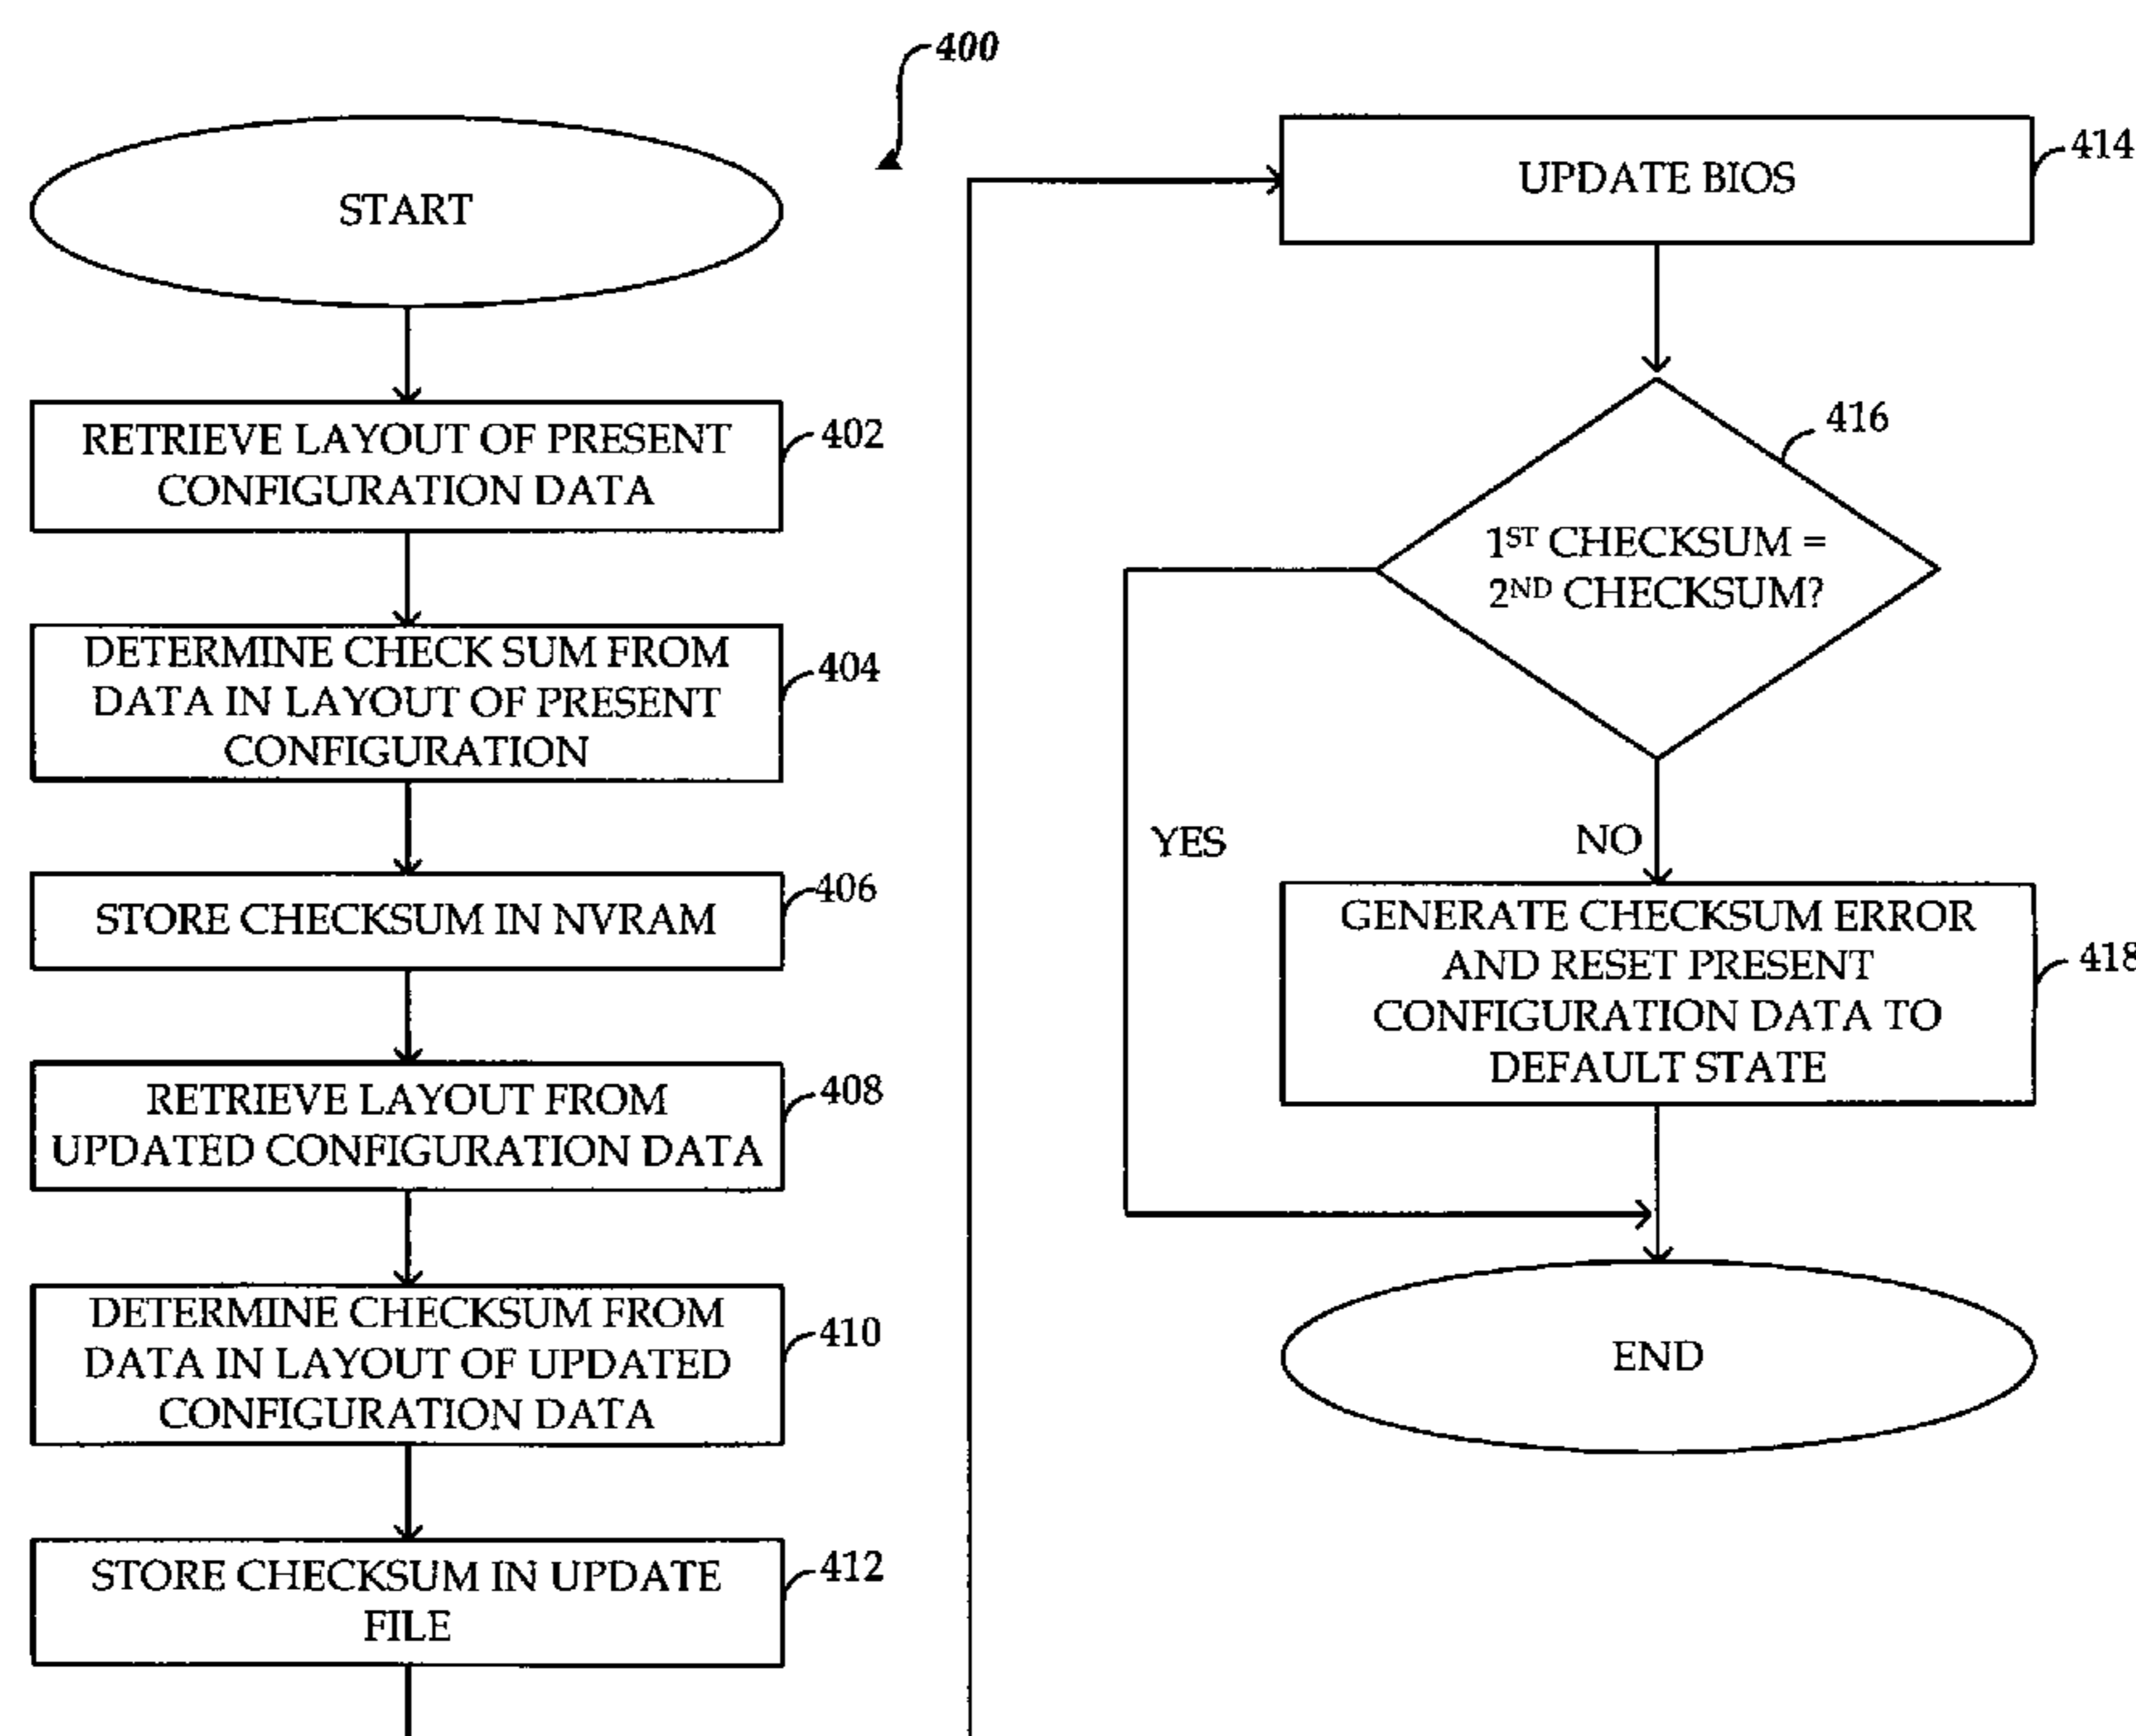 400
START
RETRIEVE LAYOUT OF PRESENT
CONFIGURATION DATA
402
DETERMINE CHECK SUM FROM
DATA IN LAYOUT OF PRESENT
CONFIGURATION
404
STORE CHECKSUM IN NVRAM
406
RETRIEVE LAYOUT FROM
UPDATED CONFIGURATION DATA
408
DETERMINE CHECKSUM FROM
DATA IN LAYOUT OF UPDATED
CONFIGURATION DATA
410
STORE CHECKSUM IN UPDATE
FILE
412
UPDATE BIOS
414
1ST CHECKSUM =
2ND CHECKSUM?
416
YES
NO
GENERATE CHECKSUM ERROR
AND RESET PRESENT
CONFIGURATION DATA TO
DEFAULT STATE
418
END